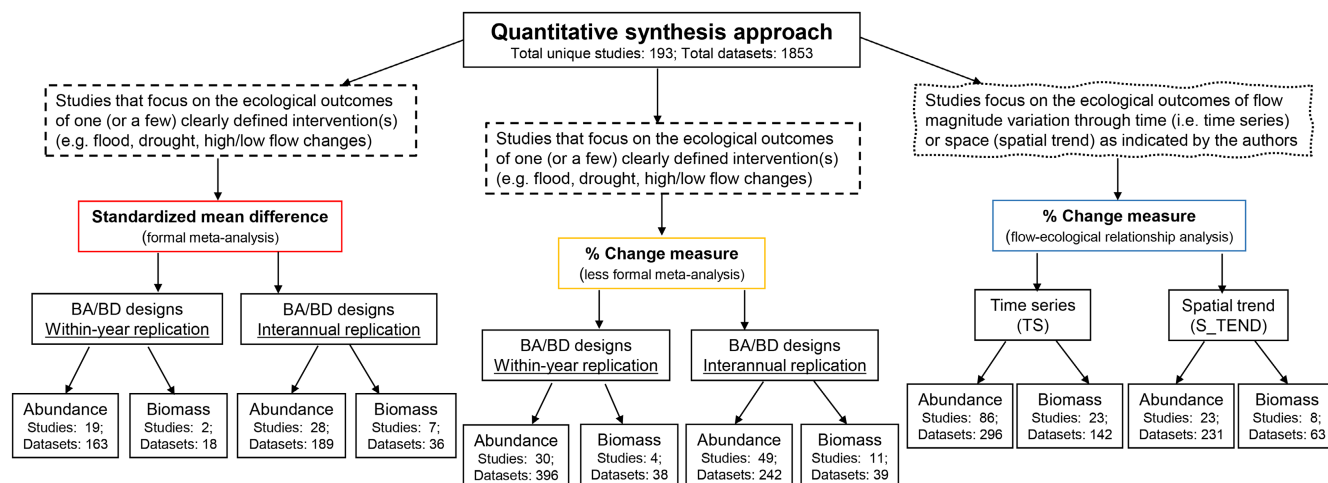 Quantitative synthesis approach
Total unique studies: 193; Total datasets: 1853
Studies that focus on the ecological outcomes
of one (or a few) clearly defined intervention(s)
(e.g. flood, drought, high/low flow changes)
Standardized mean difference
(formal meta-analysis)
BA/BD designs
Within-year replication
BA/BD designs
Interannual replication
Abundance
Studies: 19;
Datasets: 163
Biomass
Studies: 2;
Datasets: 18
Abundance
Studies: 28;
Datasets: 189
Biomass
Studies: 7;
Datasets: 36
Studies that focus on the ecological outcomes
of one (or a few) clearly defined intervention(s)
(e.g. flood, drought, high/low flow changes)
% Change measure
(less formal meta-analysis)
BA/BD designs
Within-year replication
BA/BD designs
Interannual replication
Abundance
Studies: 30;
Datasets: 396
Biomass
Studies: 4;
Datasets: 38
Abundance
Studies: 49;
Datasets: 242
Biomass
Studies: 11;
Datasets: 39
Studies focus on the ecological outcomes of flow
magnitude variation through time (i.e. time series)
or space (spatial trend) as indicated by the authors
% Change measure
(flow-ecological relationship analysis)
Time series
(TS)
Spatial trend
(S_TEND)
Abundance
Studies: 86;
Datasets: 296
Biomass
Studies: 23;
Datasets: 142
Abundance
Studies: 23;
Datasets: 231
Biomass
Studies: 8;
Datasets: 63